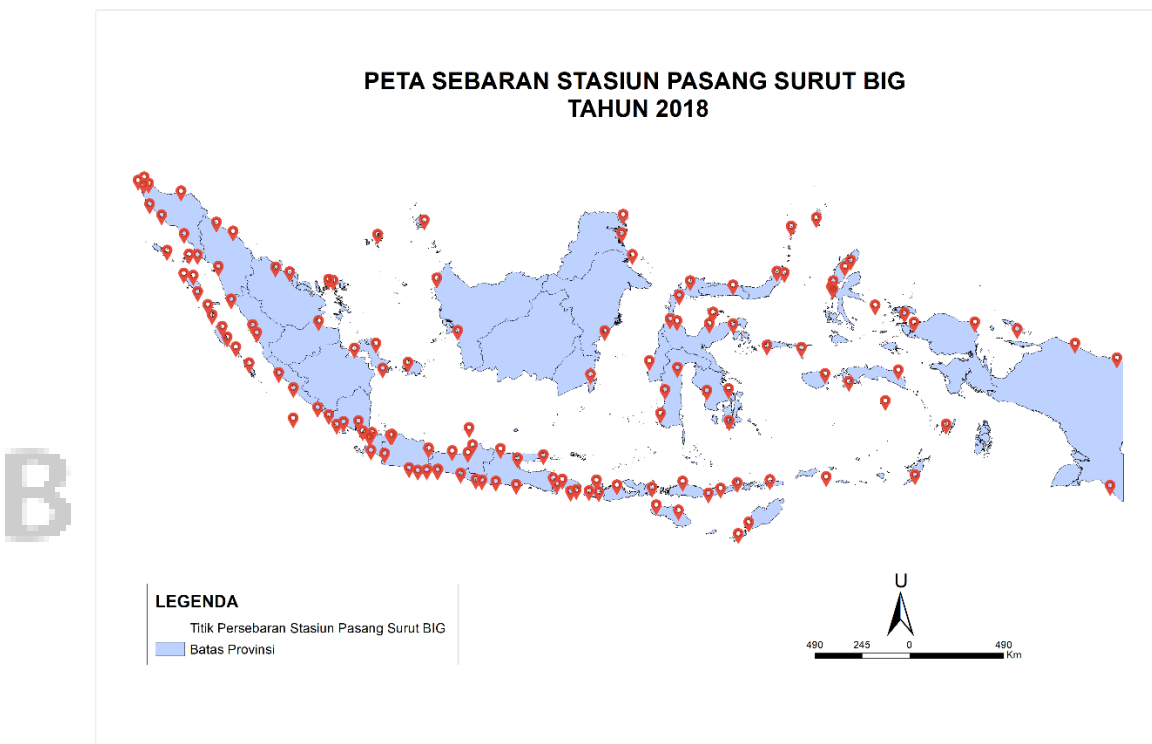 PETA SEBARAN STASIUN PASANG SURUT BIG
TAHUN 2018
B
LEGENDA
Titik Persebaran Stasiun Pasang Surut BIG
Batas Provinsi
U
490 245 0 490
Km